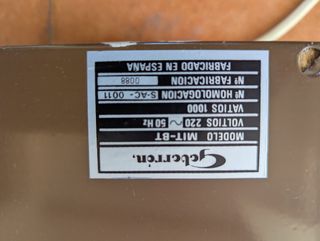 Geberrón.
MODELO MIT-BT
VOLTIOS 220 ~ 50 Hz
VATIOS 1000
Nº HOMOLOGACION S-AC-0011
Nº FABRICACION 0088
FABRICADO EN ESPAÑA